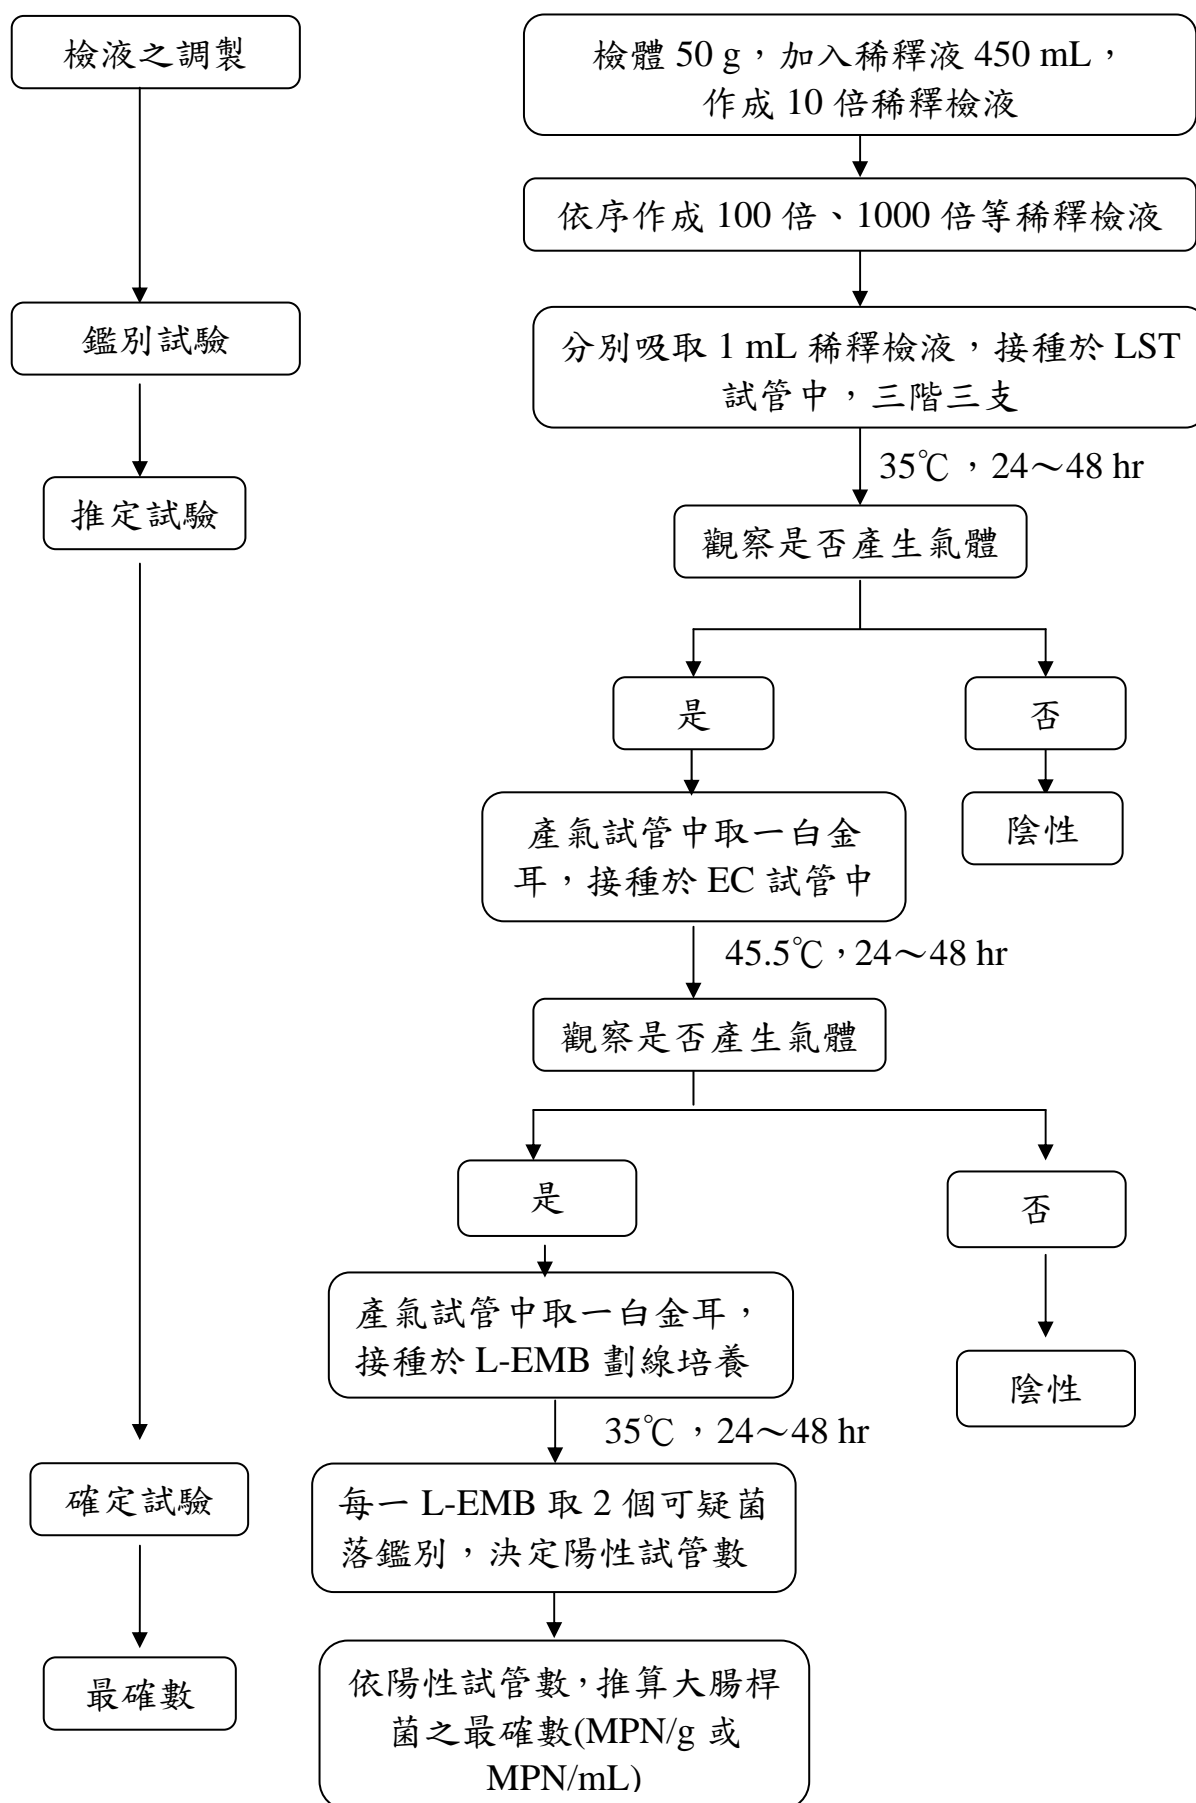 檢液之調製
檢體 50 g，加入稀釋液 450 mL，
作成 10 倍稀釋檢液
依序作成 100 倍、1000 倍等稀釋檢液
鑑別試驗
分別吸取 1 mL 稀釋檢液，接種於 LST
試管中，三階三支
35℃，24～48 hr
推定試驗
觀察是否產生氣體
是
否
產氣試管中取一白金
耳，接種於 EC 試管中
陰性
45.5℃，24～48 hr
觀察是否產生氣體
是
否
產氣試管中取一白金耳，
接種於 L-EMB 劃線培養
陰性
35℃，24～48 hr
確定試驗
每一 L-EMB 取 2 個可疑菌
落鑑別，決定陽性試管數
最確數
依陽性試管數，推算大腸桿
菌之最確數(MPN/g 或
MPN/mL)